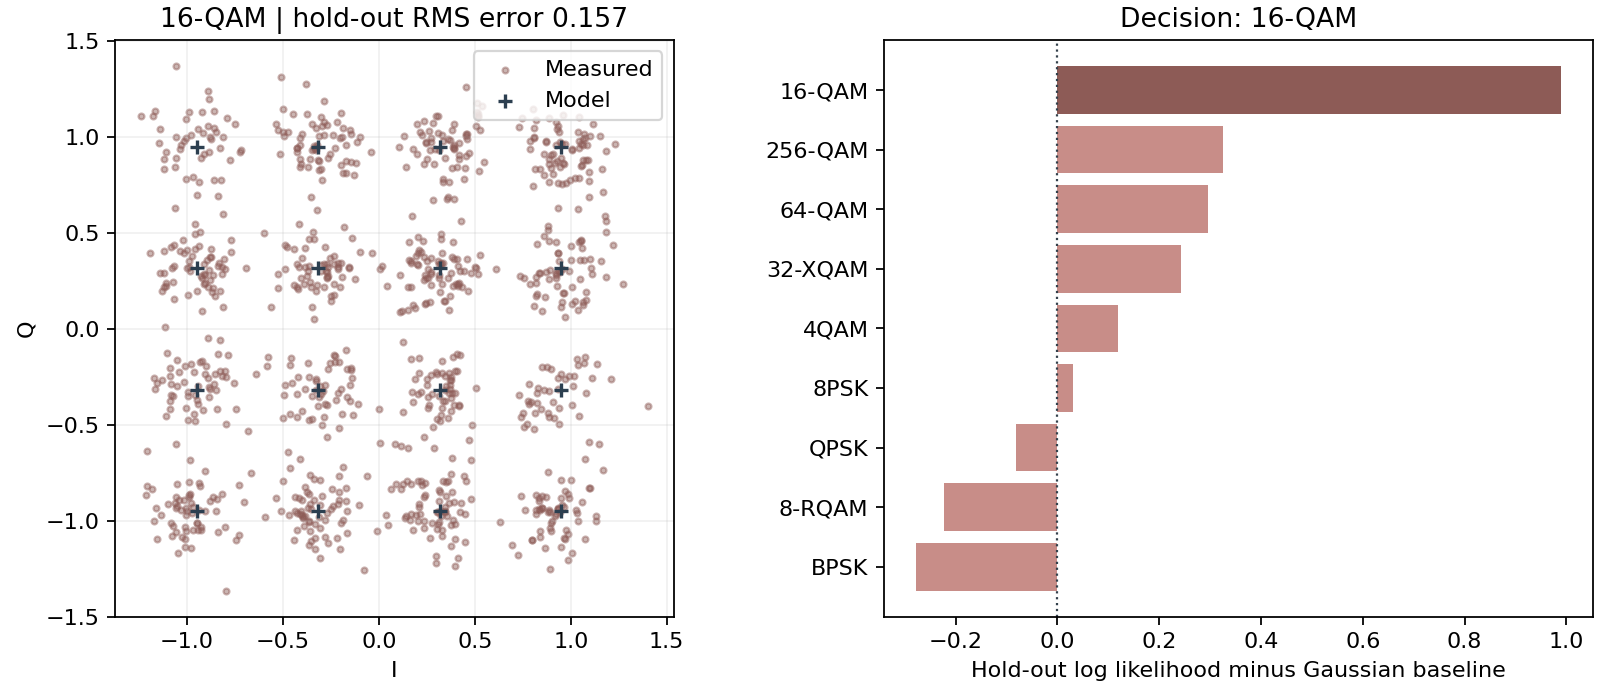 16-QAM | hold-out RMS error 0.157
Measured
Model
1.5
1.0
0.5
0.0
−0.5
−1.0
−1.5
Q
−1.0
−0.5
0.0
0.5
1.0
1.5
I
Decision: 16-QAM
16-QAM
256-QAM
64-QAM
32-XQAM
4QAM
8PSK
QPSK
8-RQAM
BPSK
−0.2
0.0
0.2
0.4
0.6
0.8
1.0
Hold-out log likelihood minus Gaussian baseline